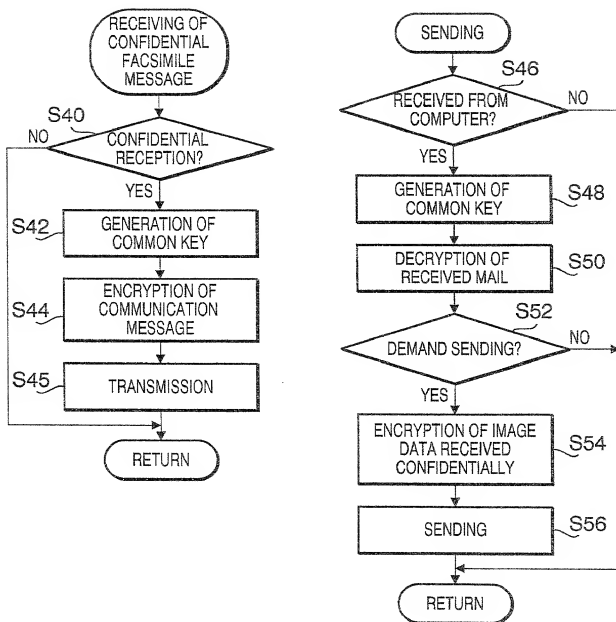 RECEIVING OF
CONFIDENTIAL
FACSIMILE
MESSAGE
S40
NO
CONFIDENTIAL
RECEPTION?
YES
S42
GENERATION OF
COMMON KEY
S44
ENCRYPTION OF
COMMUNICATION
MESSAGE
S45
TRANSMISSION
RETURN
SENDING
S46
RECEIVED FROM
COMPUTER?
NO
YES
GENERATION OF
COMMON KEY
S48
DECRYPTION OF
RECEIVED MAIL
S50
S52
DEMAND SENDING?
NO
YES
ENCRYPTION OF IMAGE
DATA RECEIVED
CONFIDENTIALLY
S54
SENDING
S56
RETURN